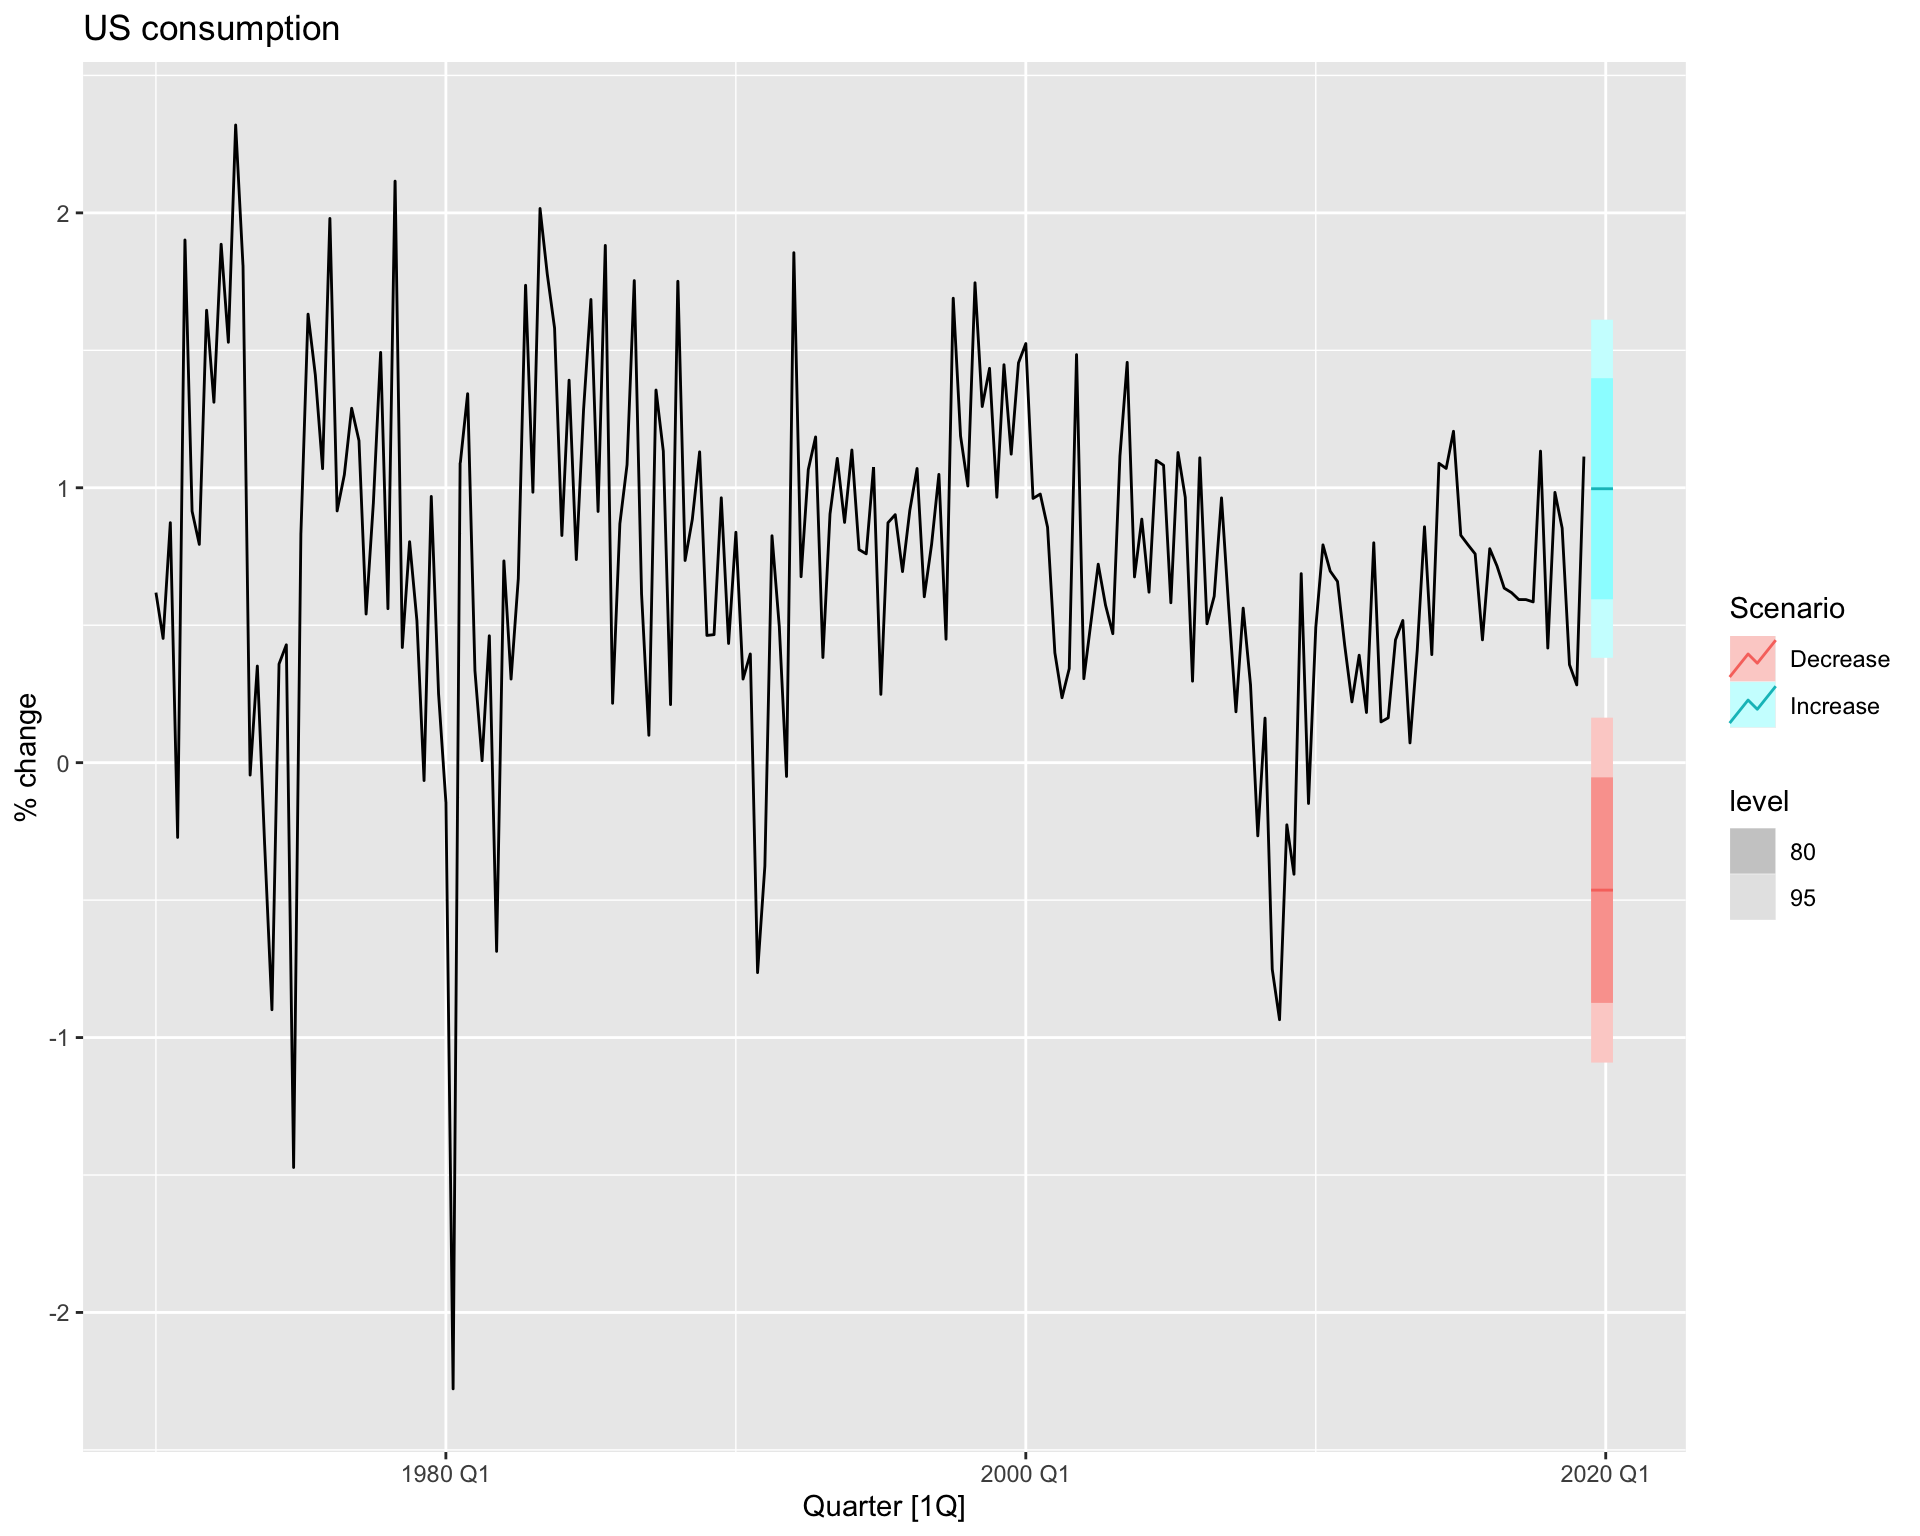 US consumption
% change
2
1
0
-1
-2
1980 Q1
2000 Q1
2020 Q1
Quarter [1Q]
Scenario
Decrease
Increase
level
80
95